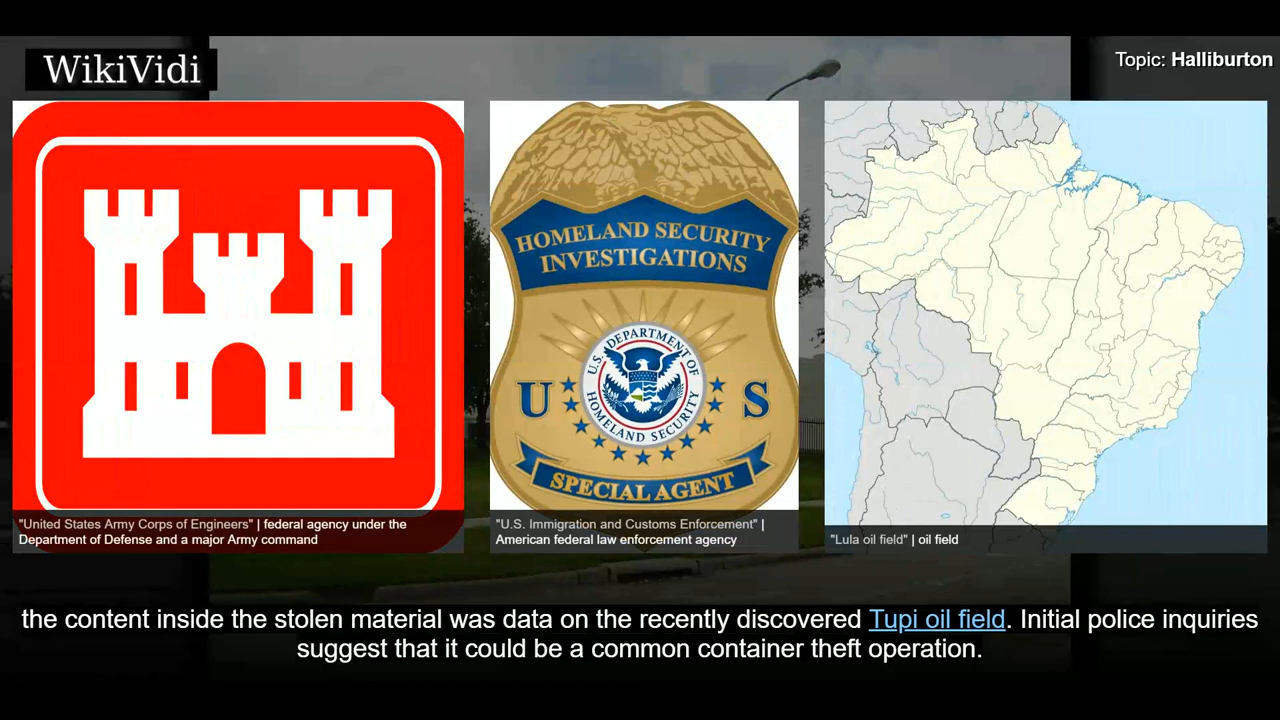 WikiVidi
Topic: Halliburton
HOMELAND SECURITY
INVESTIGATIONS
U.S. DEPARTMENT OF
HOMELAND SECURITY
U S
SPECIAL AGENT
"United States Army Corps of Engineers" | federal agency under the
Department of Defense and a major Army command
"U.S. Immigration and Customs Enforcement" |
American federal law enforcement agency
"Lula oil field" | oil field
the content inside the stolen material was data on the recently discovered Tupi oil field. Initial police inquiries
suggest that it could be a common container theft operation.